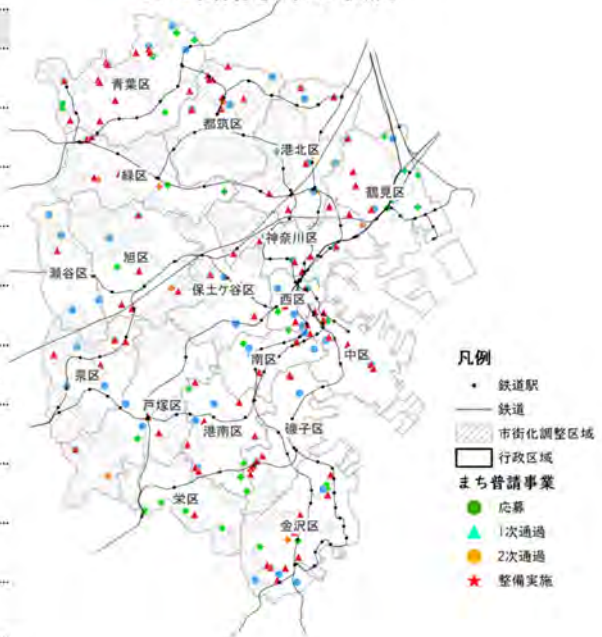 青葉区
都筑区
港北区
緑区
鶴見区
神奈川区
旭区
瀬谷区
保土ケ谷区
西区
中区
南区
泉区
戸塚区
港南区
磯子区
栄区
金沢区
凡例
鉄道駅
鉄道
市街化調整区域
行政区域
まち普請事業
応募
1次通過
2次通過
整備実施